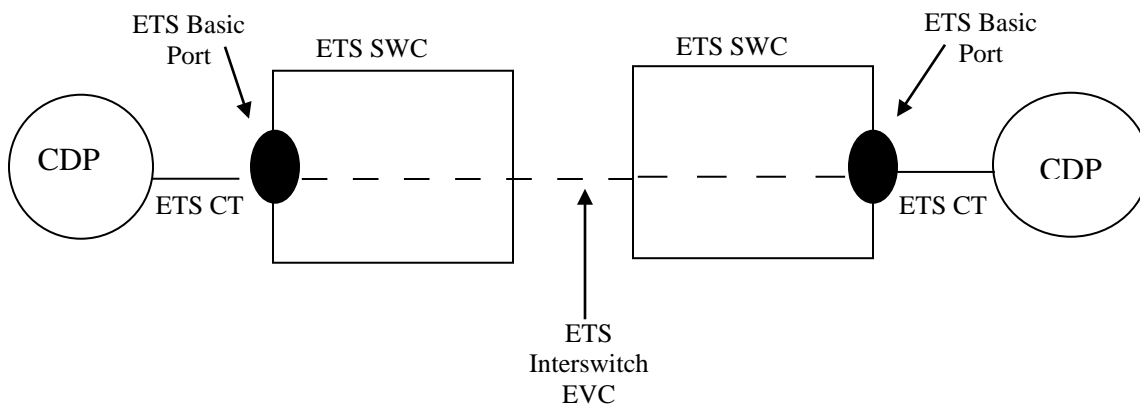 ETS Basic
Port
ETS SWC
ETS SWC
ETS Basic
Port
CDP
ETS CT
ETS CT
CDP
ETS
Interswitch
EVC